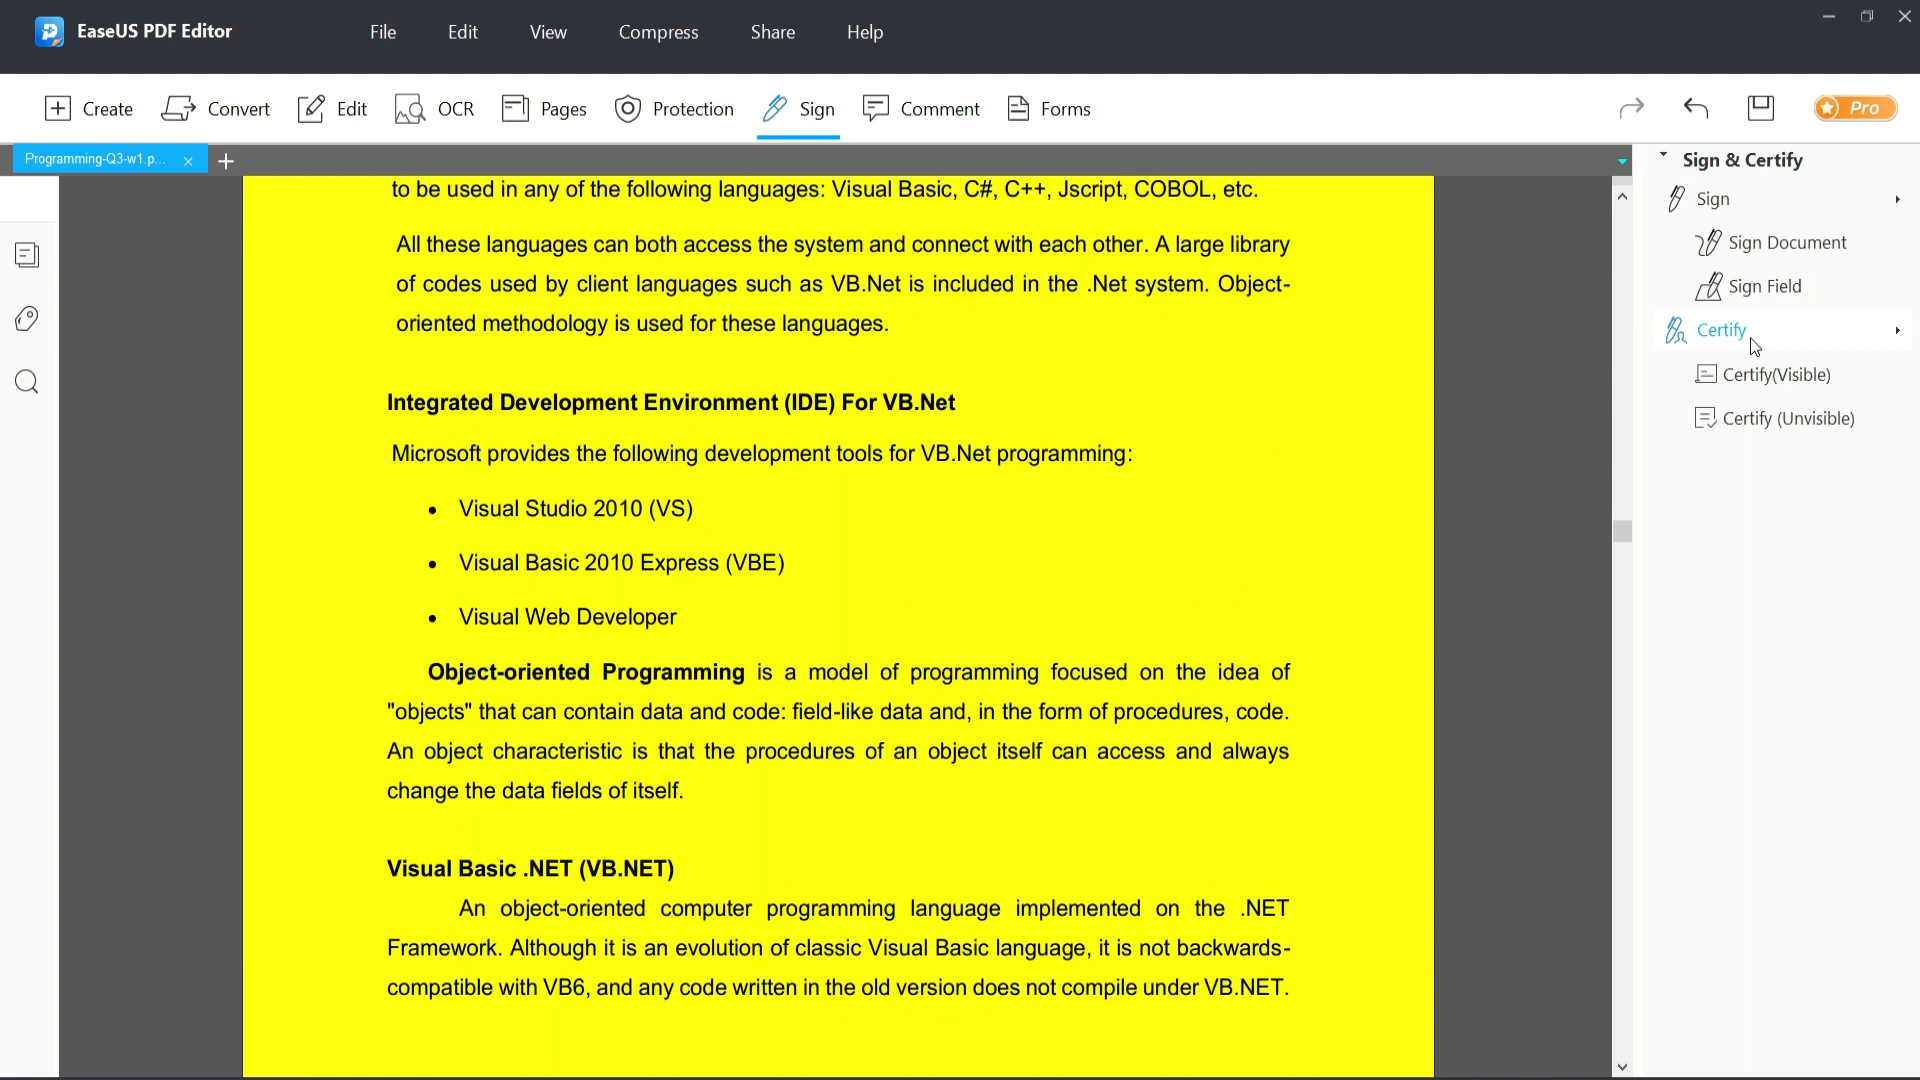 EaseUS PDF Editor File Edit View Compress Share Help
Create Convert Edit OCR Pages Protection Sign Comment Forms Pro
Programming-Q3-w1.p...
to be used in any of the following languages: Visual Basic, C#, C++, Jscript, COBOL, etc.
All these languages can both access the system and connect with each other. A large library
of codes used by client languages such as VB.Net is included in the .Net system. Object-
oriented methodology is used for these languages.
Integrated Development Environment (IDE) For VB.Net
Microsoft provides the following development tools for VB.Net programming:
• Visual Studio 2010 (VS)
• Visual Basic 2010 Express (VBE)
• Visual Web Developer
Object-oriented Programming is a model of programming focused on the idea of
"objects" that can contain data and code: field-like data and, in the form of procedures, code.
An object characteristic is that the procedures of an object itself can access and always
change the data fields of itself.
Visual Basic .NET (VB.NET)
An object-oriented computer programming language implemented on the .NET
Framework. Although it is an evolution of classic Visual Basic language, it is not backwards-
compatible with VB6, and any code written in the old version does not compile under VB.NET.
Sign & Certify
Sign
Sign Document
Sign Field
Certify
Certify(Visible)
Certify (Unvisible)